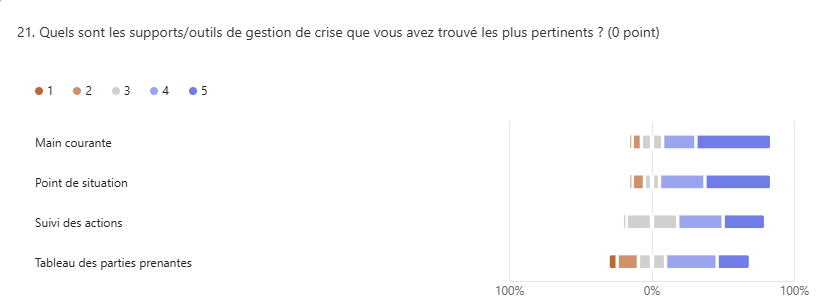 21. Quels sont les supports/outils de gestion de crise que vous avez trouvé les plus pertinents ? (0 point)
1 2 3 4 5
Main courante
Point de situation
Suivi des actions
Tableau des parties prenantes
100% 0% 100%